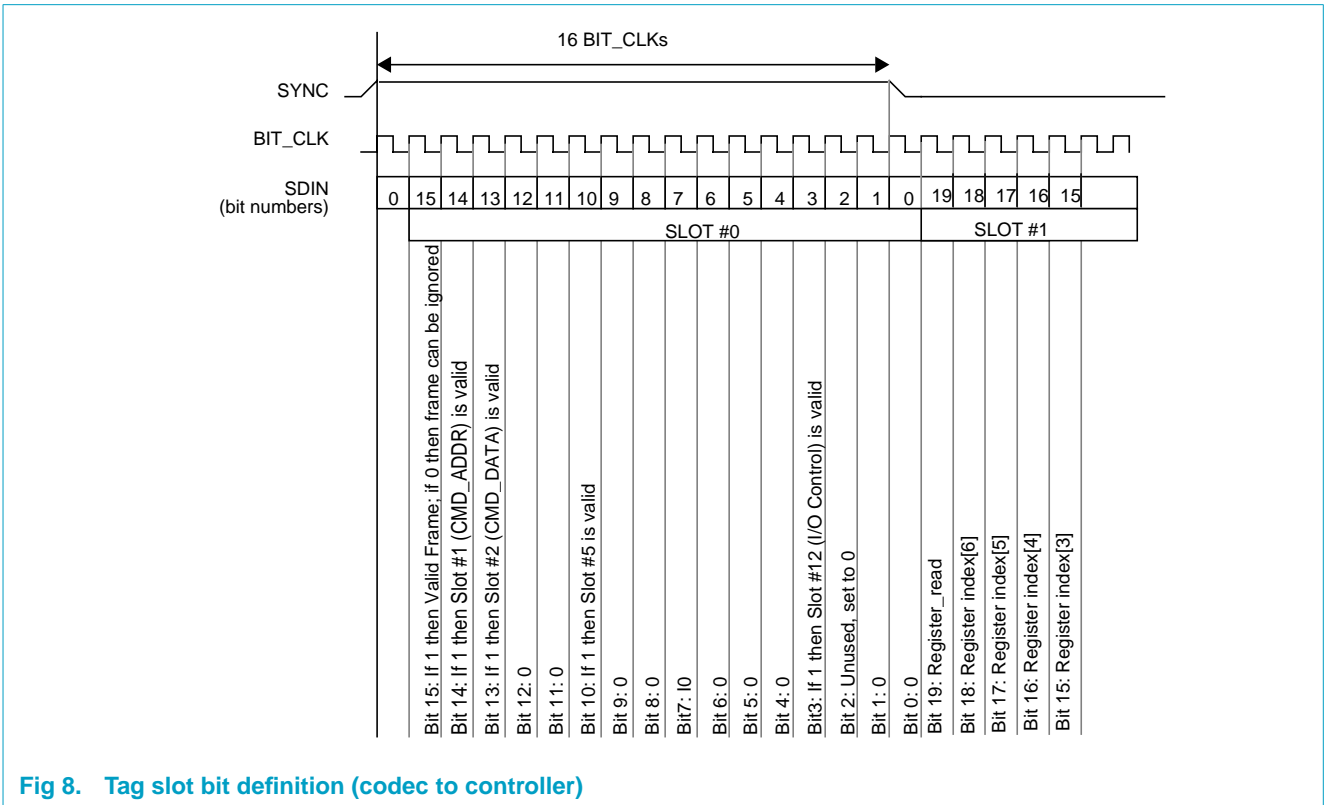 16 BIT_CLKs
SYNC
BIT_CLK
SDIN
(bit numbers)
0 15 14 13 12 11 10 9 8 7 6 5 4 3 2 1 0 19 18 17 16 15
SLOT #0 SLOT #1
Bit 15: If 1 then Valid Frame; if 0 then frame can be ignored
Bit 14: If 1 then Slot #1 (CMD_ADDR) is valid
Bit 13: If 1 then Slot #2 (CMD_DATA) is valid
Bit 12: 0
Bit 11: 0
Bit 10: If 1 then Slot #5 is valid
Bit 9: 0
Bit 8: 0
Bit7: I0
Bit 6: 0
Bit 5: 0
Bit 4: 0
Bit3: If 1 then Slot #12 (I/O Control) is valid
Bit 2: Unused, set to 0
Bit 1: 0
Bit 0: 0
Bit 19: Register_read
Bit 18: Register index[6]
Bit 17: Register index[5]
Bit 16: Register index[4]
Bit 15: Register index[3]
Fig 8. Tag slot bit definition (codec to controller)